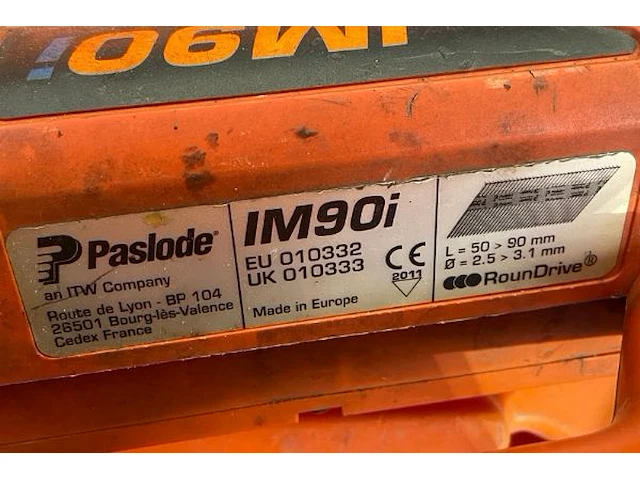 IM90i
Paslode®
an ITW Company
Route de Lyon - BP 104
26501 Bourg-lès-Valence
Cedex France
IM90i
EU 010332
UK 010333
CE
2011
Made in Europe
L = 50 > 90 mm
Ø = 2.5 > 3.1 mm
RounDrive®